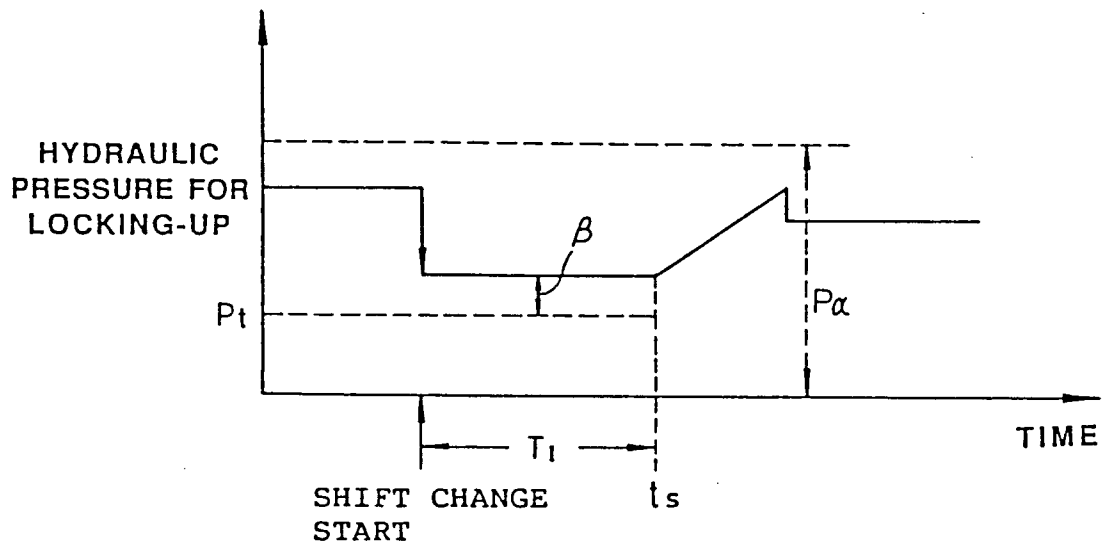 HYDRAULIC
PRESSURE FOR
LOCKING-UP
β
Pt
Pα
TIME
T1
SHIFT CHANGE
START
ts